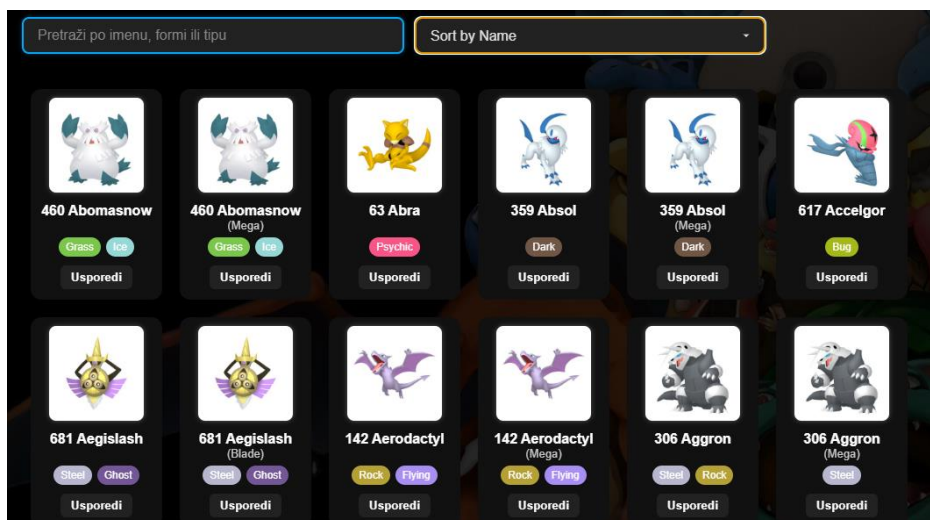 Pretraži po imenu, formi ili tipu
Sort by Name
460 Abomasnow
Grass Ice
Usporedi
460 Abomasnow
(Mega)
Grass Ice
Usporedi
63 Abra
Psychic
Usporedi
359 Absol
Dark
Usporedi
359 Absol
(Mega)
Dark
Usporedi
617 Accelgor
Bug
Usporedi
681 Aegislash
Steel Ghost
Usporedi
681 Aegislash
(Blade)
Steel Ghost
Usporedi
142 Aerodactyl
Rock Flying
Usporedi
142 Aerodactyl
(Mega)
Rock Flying
Usporedi
306 Aggron
Steel Rock
Usporedi
306 Aggron
(Mega)
Steel
Usporedi